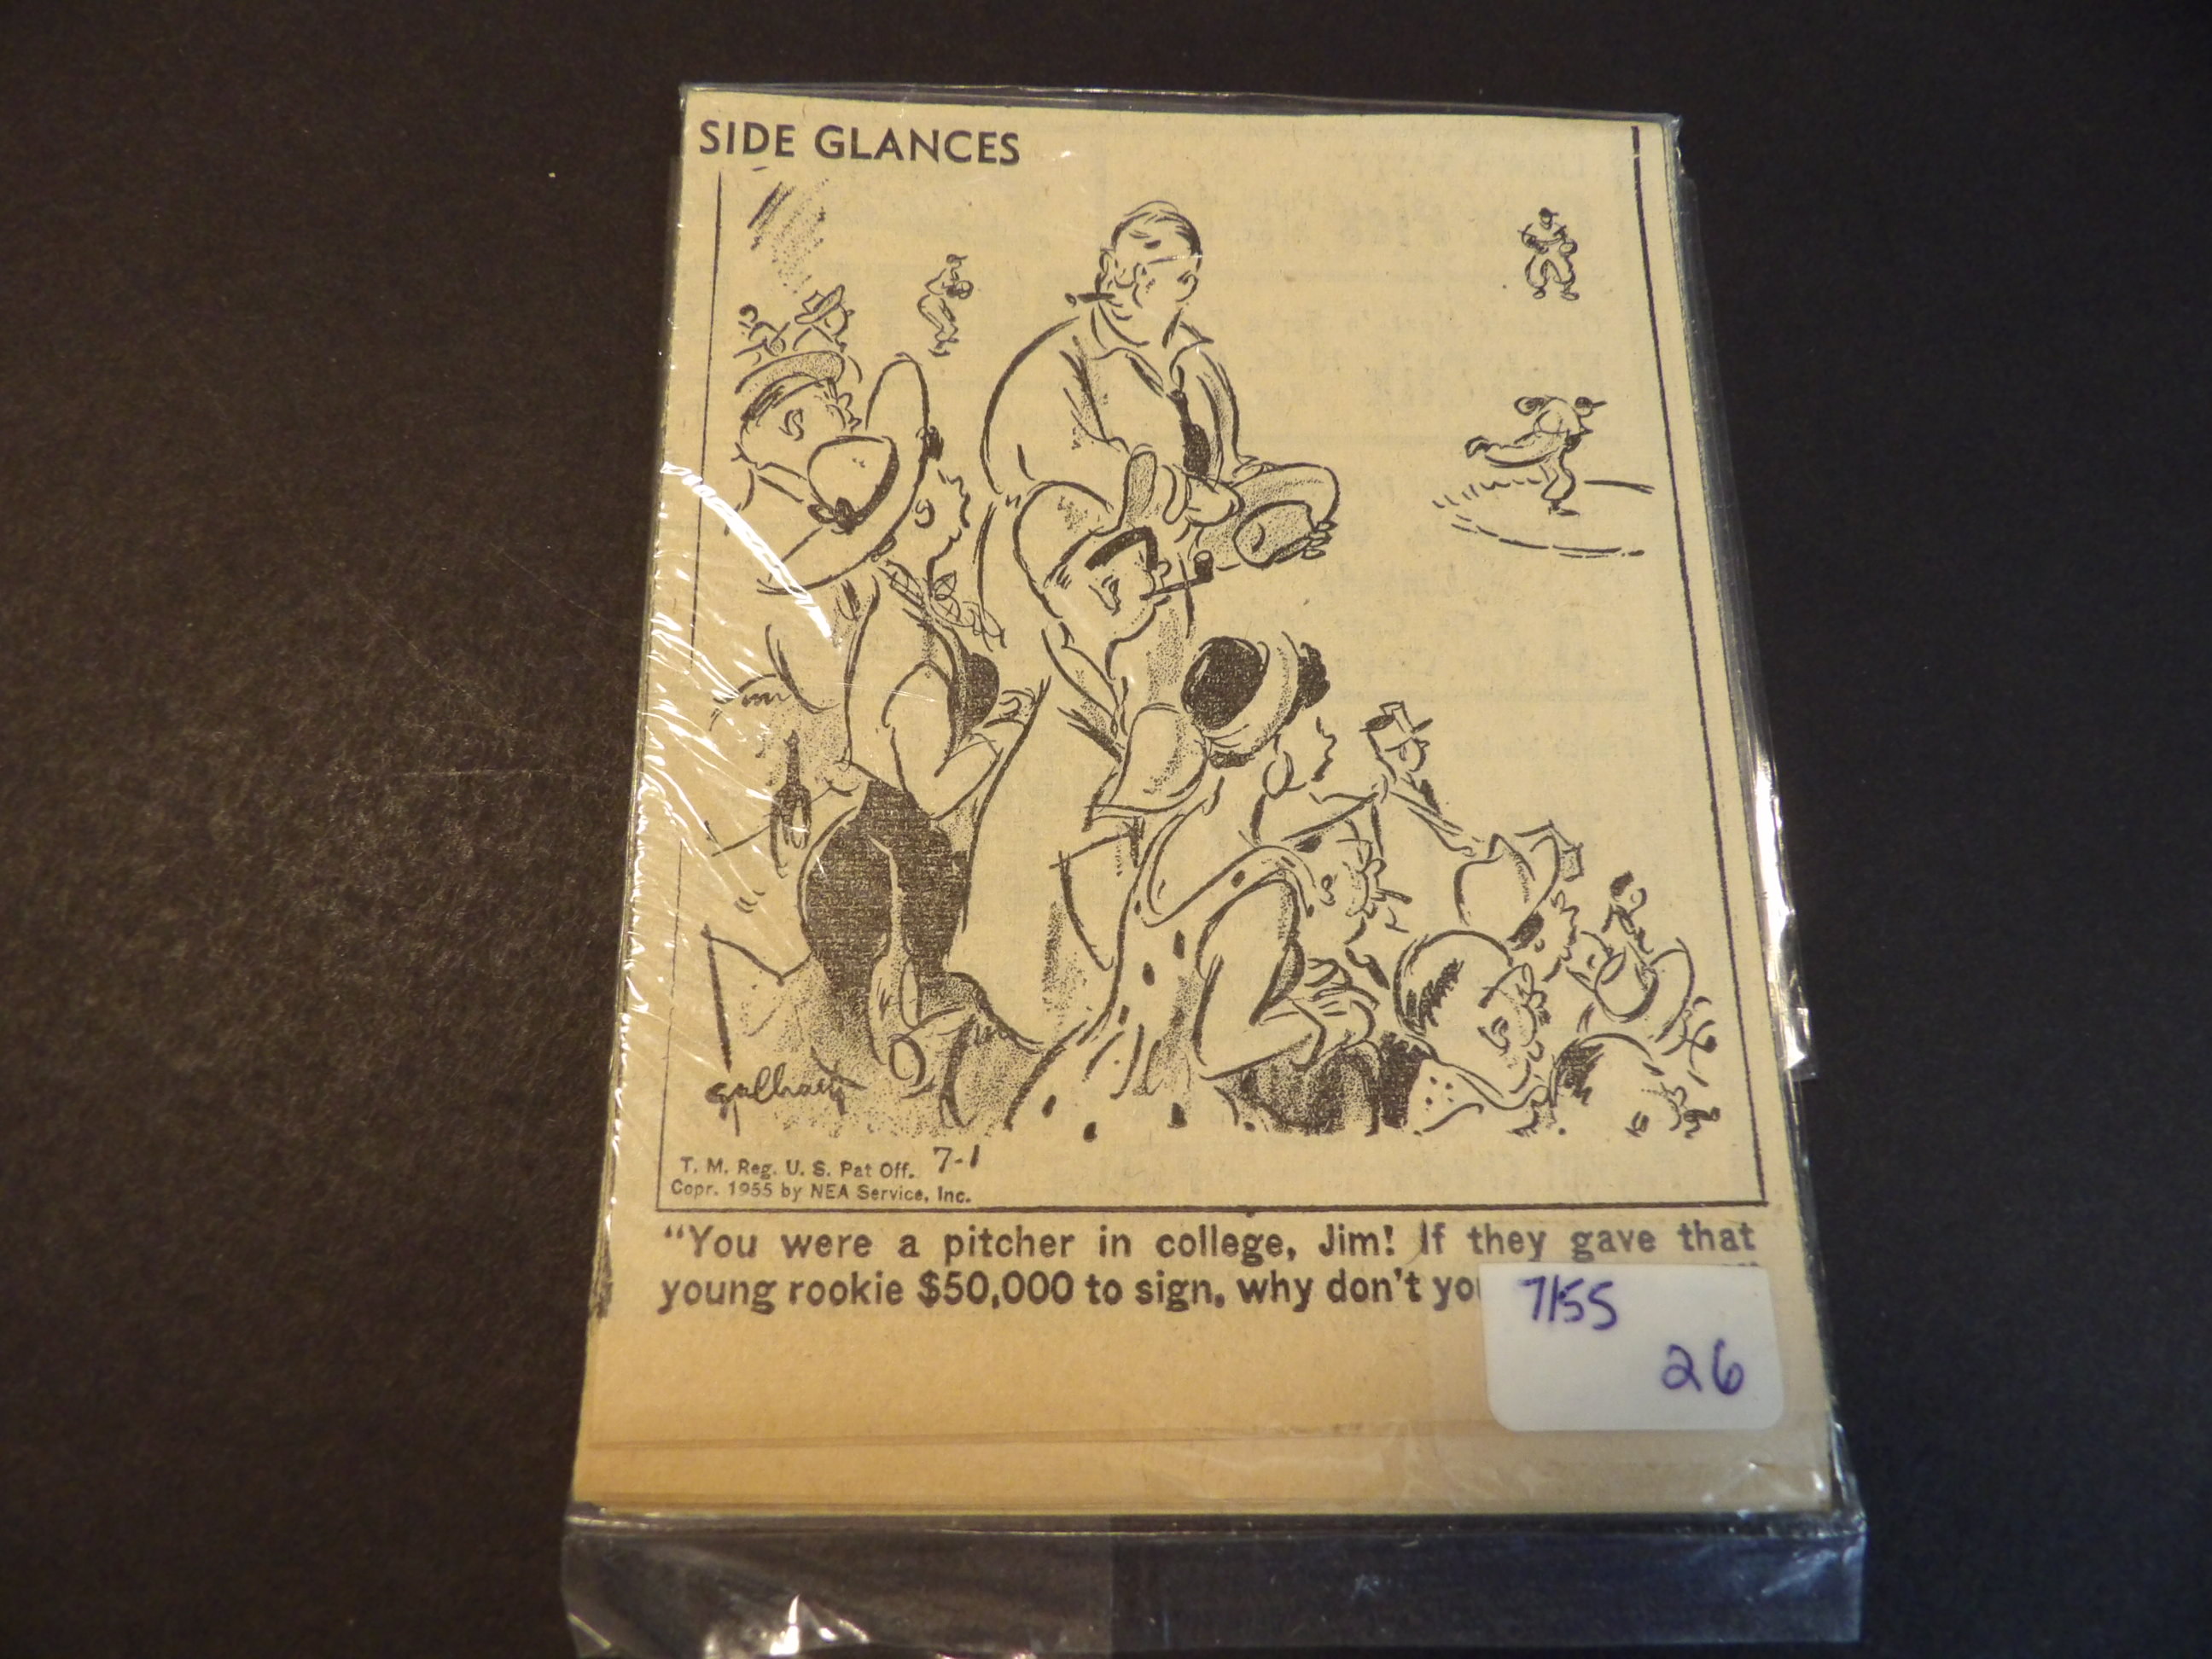 SIDE GLANCES
galbraith
T. M. Reg. U. S. Pat Off. 7-1
Copr. 1955 by NEA Service, Inc.
"You were a pitcher in college, Jim! If they gave that
young rookie $50,000 to sign, why don't you
7/55
26